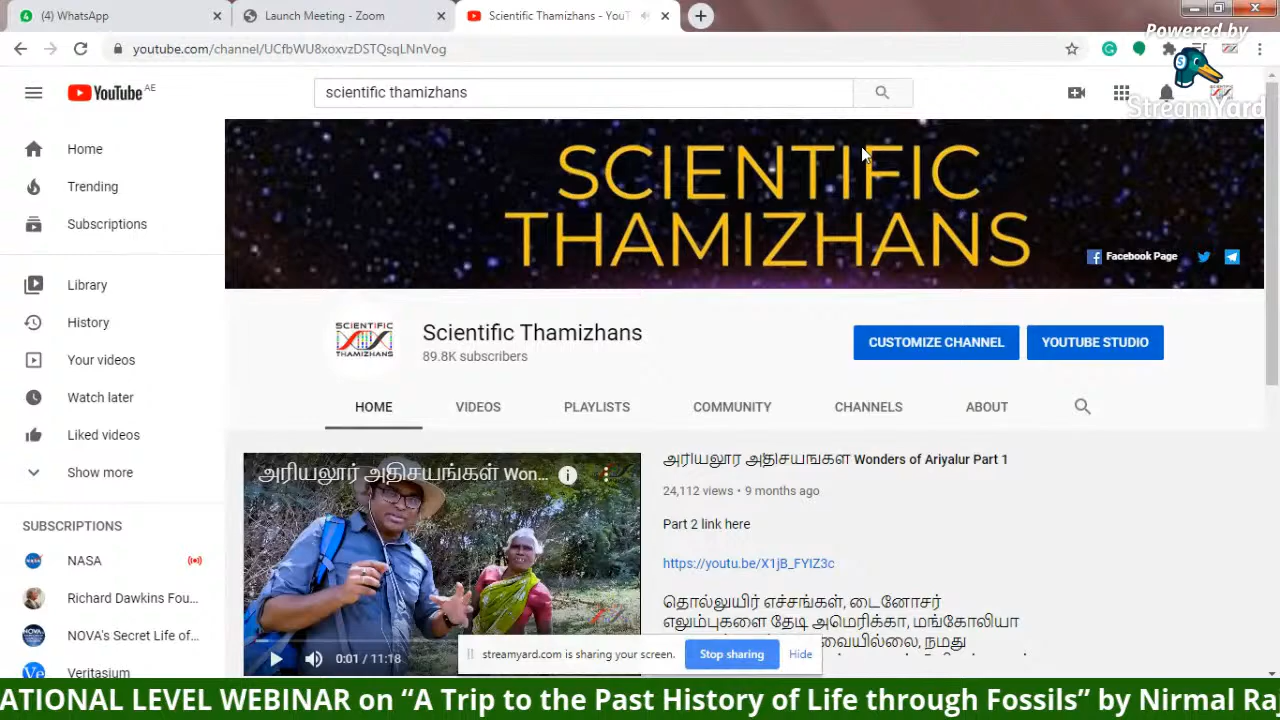 (4) WhatsApp
Launch Meeting - Zoom
Scientific Thamizhans - YouT
Powered by
StreamYard
youtube.com/channel/UCfbWU8xoxvzDSTQsqLNnVog
YouTube AE
scientific thamizhans
Home
Trending
Subscriptions
Library
History
Your videos
Watch later
Liked videos
Show more
SUBSCRIPTIONS
NASA
Richard Dawkins Fou...
NOVA's Secret Life of...
Veritasium
SCIENTIFIC
THAMIZHANS
Facebook Page
SCIENTIFIC
THAMIZHANS
Scientific Thamizhans
89.8K subscribers
CUSTOMIZE CHANNEL
YOUTUBE STUDIO
HOME
VIDEOS
PLAYLISTS
COMMUNITY
CHANNELS
ABOUT
அரியலூர் அதிசயங்கள் Won...
0:01 / 11:18
அரியலூர் அதிசயங்கள் Wonders of Ariyalur Part 1
24,112 views • 9 months ago
Part 2 link here
https://youtu.be/X1jB_FYIZ3c
தொல்லுயிர் எச்சங்கள், டைனோசர்
எலும்புகளை தேடி அமெரிக்கா, மங்கோலியா
வையில்லை, நமது
streamyard.com is sharing your screen.
Stop sharing
Hide
ATIONAL LEVEL WEBINAR on “A Trip to the Past History of Life through Fossils” by Nirmal Raj